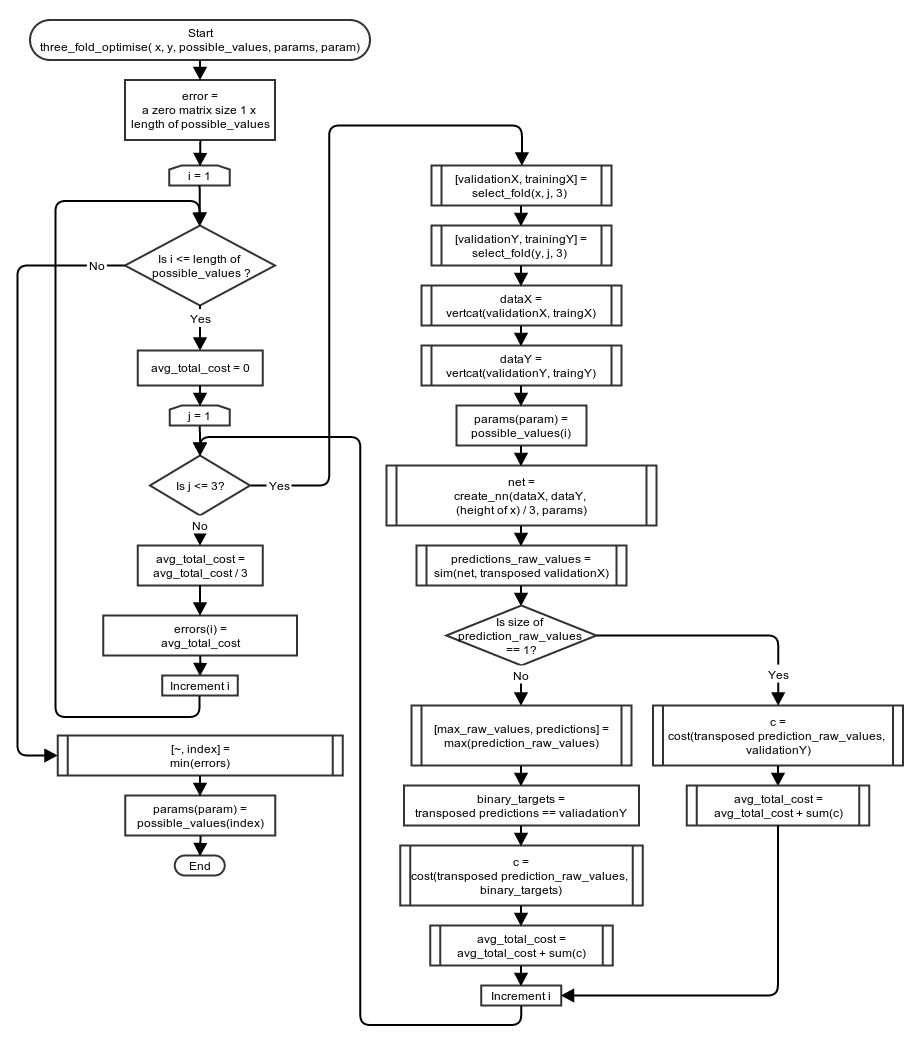 Start
three_fold_optimise( x, y, possible_values, params, param)
error =
a zero matrix size 1 x
length of possible_values
i = 1
Is i <= length of
possible_values ?
No
Yes
avg_total_cost = 0
j = 1
Is j <= 3?
Yes
No
avg_total_cost =
avg_total_cost / 3
errors(i) =
avg_total_cost
Increment i
[~, index] =
min(errors)
params(param) =
possible_values(index)
End
[validationX, trainingX] =
select_fold(x, j, 3)
[validationY, trainingY] =
select_fold(y, j, 3)
dataX =
vertcat(validationX, traingX)
dataY =
vertcat(validationY, traingY)
params(param) =
possible_values(i)
net =
create_nn(dataX, dataY,
(height of x) / 3, params)
predictions_raw_values =
sim(net, transposed validationX)
Is size of
prediction_raw_values
== 1?
No
Yes
[max_raw_values, predictions] =
max(prediction_raw_values)
binary_targets =
transposed predictions == valiadationY
c =
cost(transposed prediction_raw_values,
binary_targets)
avg_total_cost =
avg_total_cost + sum(c)
Increment i
c =
cost(transposed prediction_raw_values,
validationY)
avg_total_cost =
avg_total_cost + sum(c)